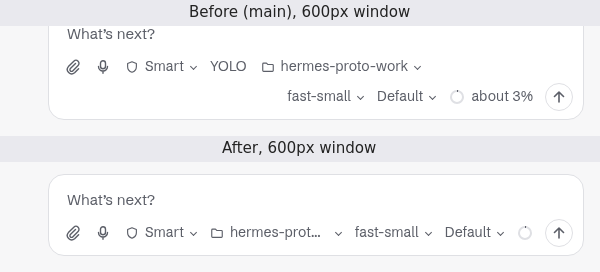 Before (main), 600px window
What's next?
Smart YOLO hermes-proto-work
fast-small Default about 3%
After, 600px window
What's next?
Smart hermes-prot... fast-small Default